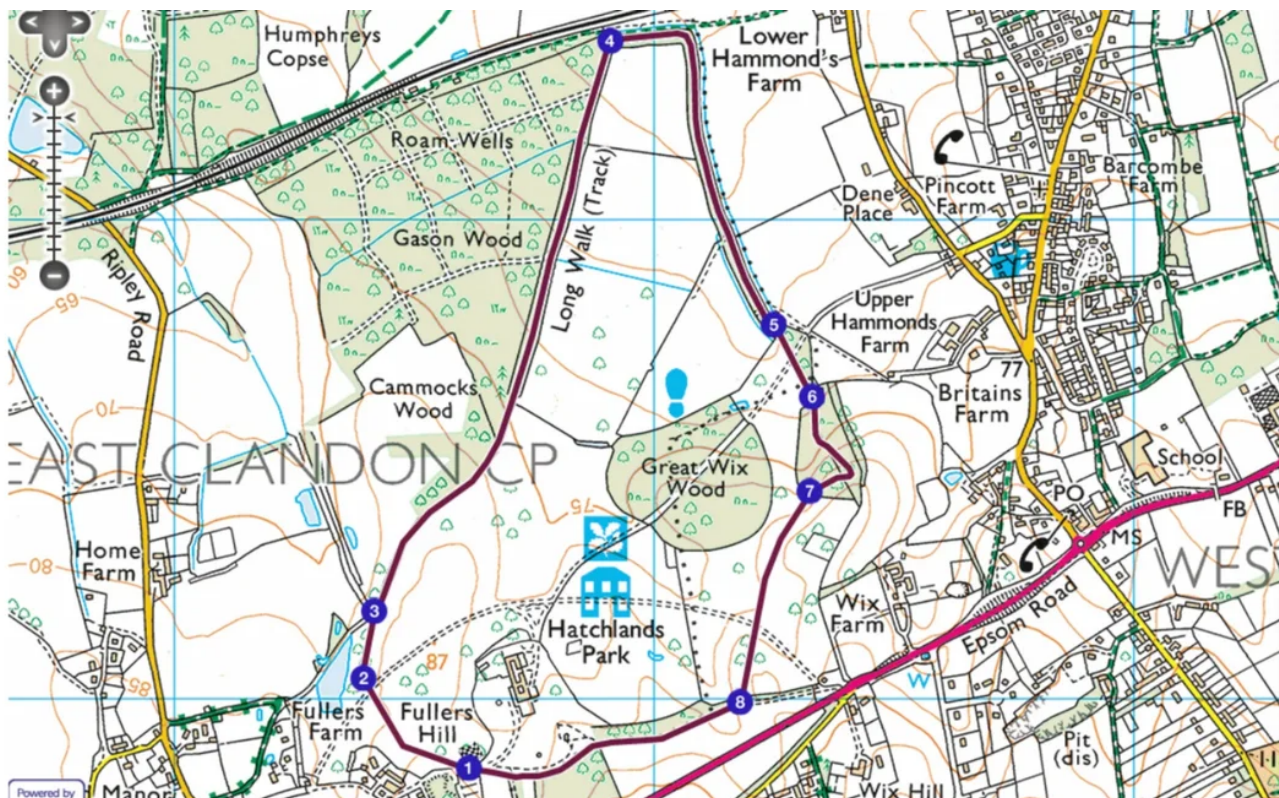 Humphreys
Copse
4
Lower
Hammond's
Farm
Roam Wells
Long Walk (Track)
Gason Wood
Dene
Place
Pincott
Farm
Barcombe
Farm
Ripley Road
69
65
5
Upper
Hammonds
Farm
77
Britains
Farm
6
Cammocks
Wood
70
EAST CLANDON CP
Great Wix
Wood
7
75
School
PO
MS
FB
WES
Home
Farm
80
3
Hatchlands
Park
Wix
Farm
Epsom Road
W
87
2
85
Fullers
Farm
Fullers
Hill
8
1
Pit
(dis)
Wix Hill
Manor
Powered by